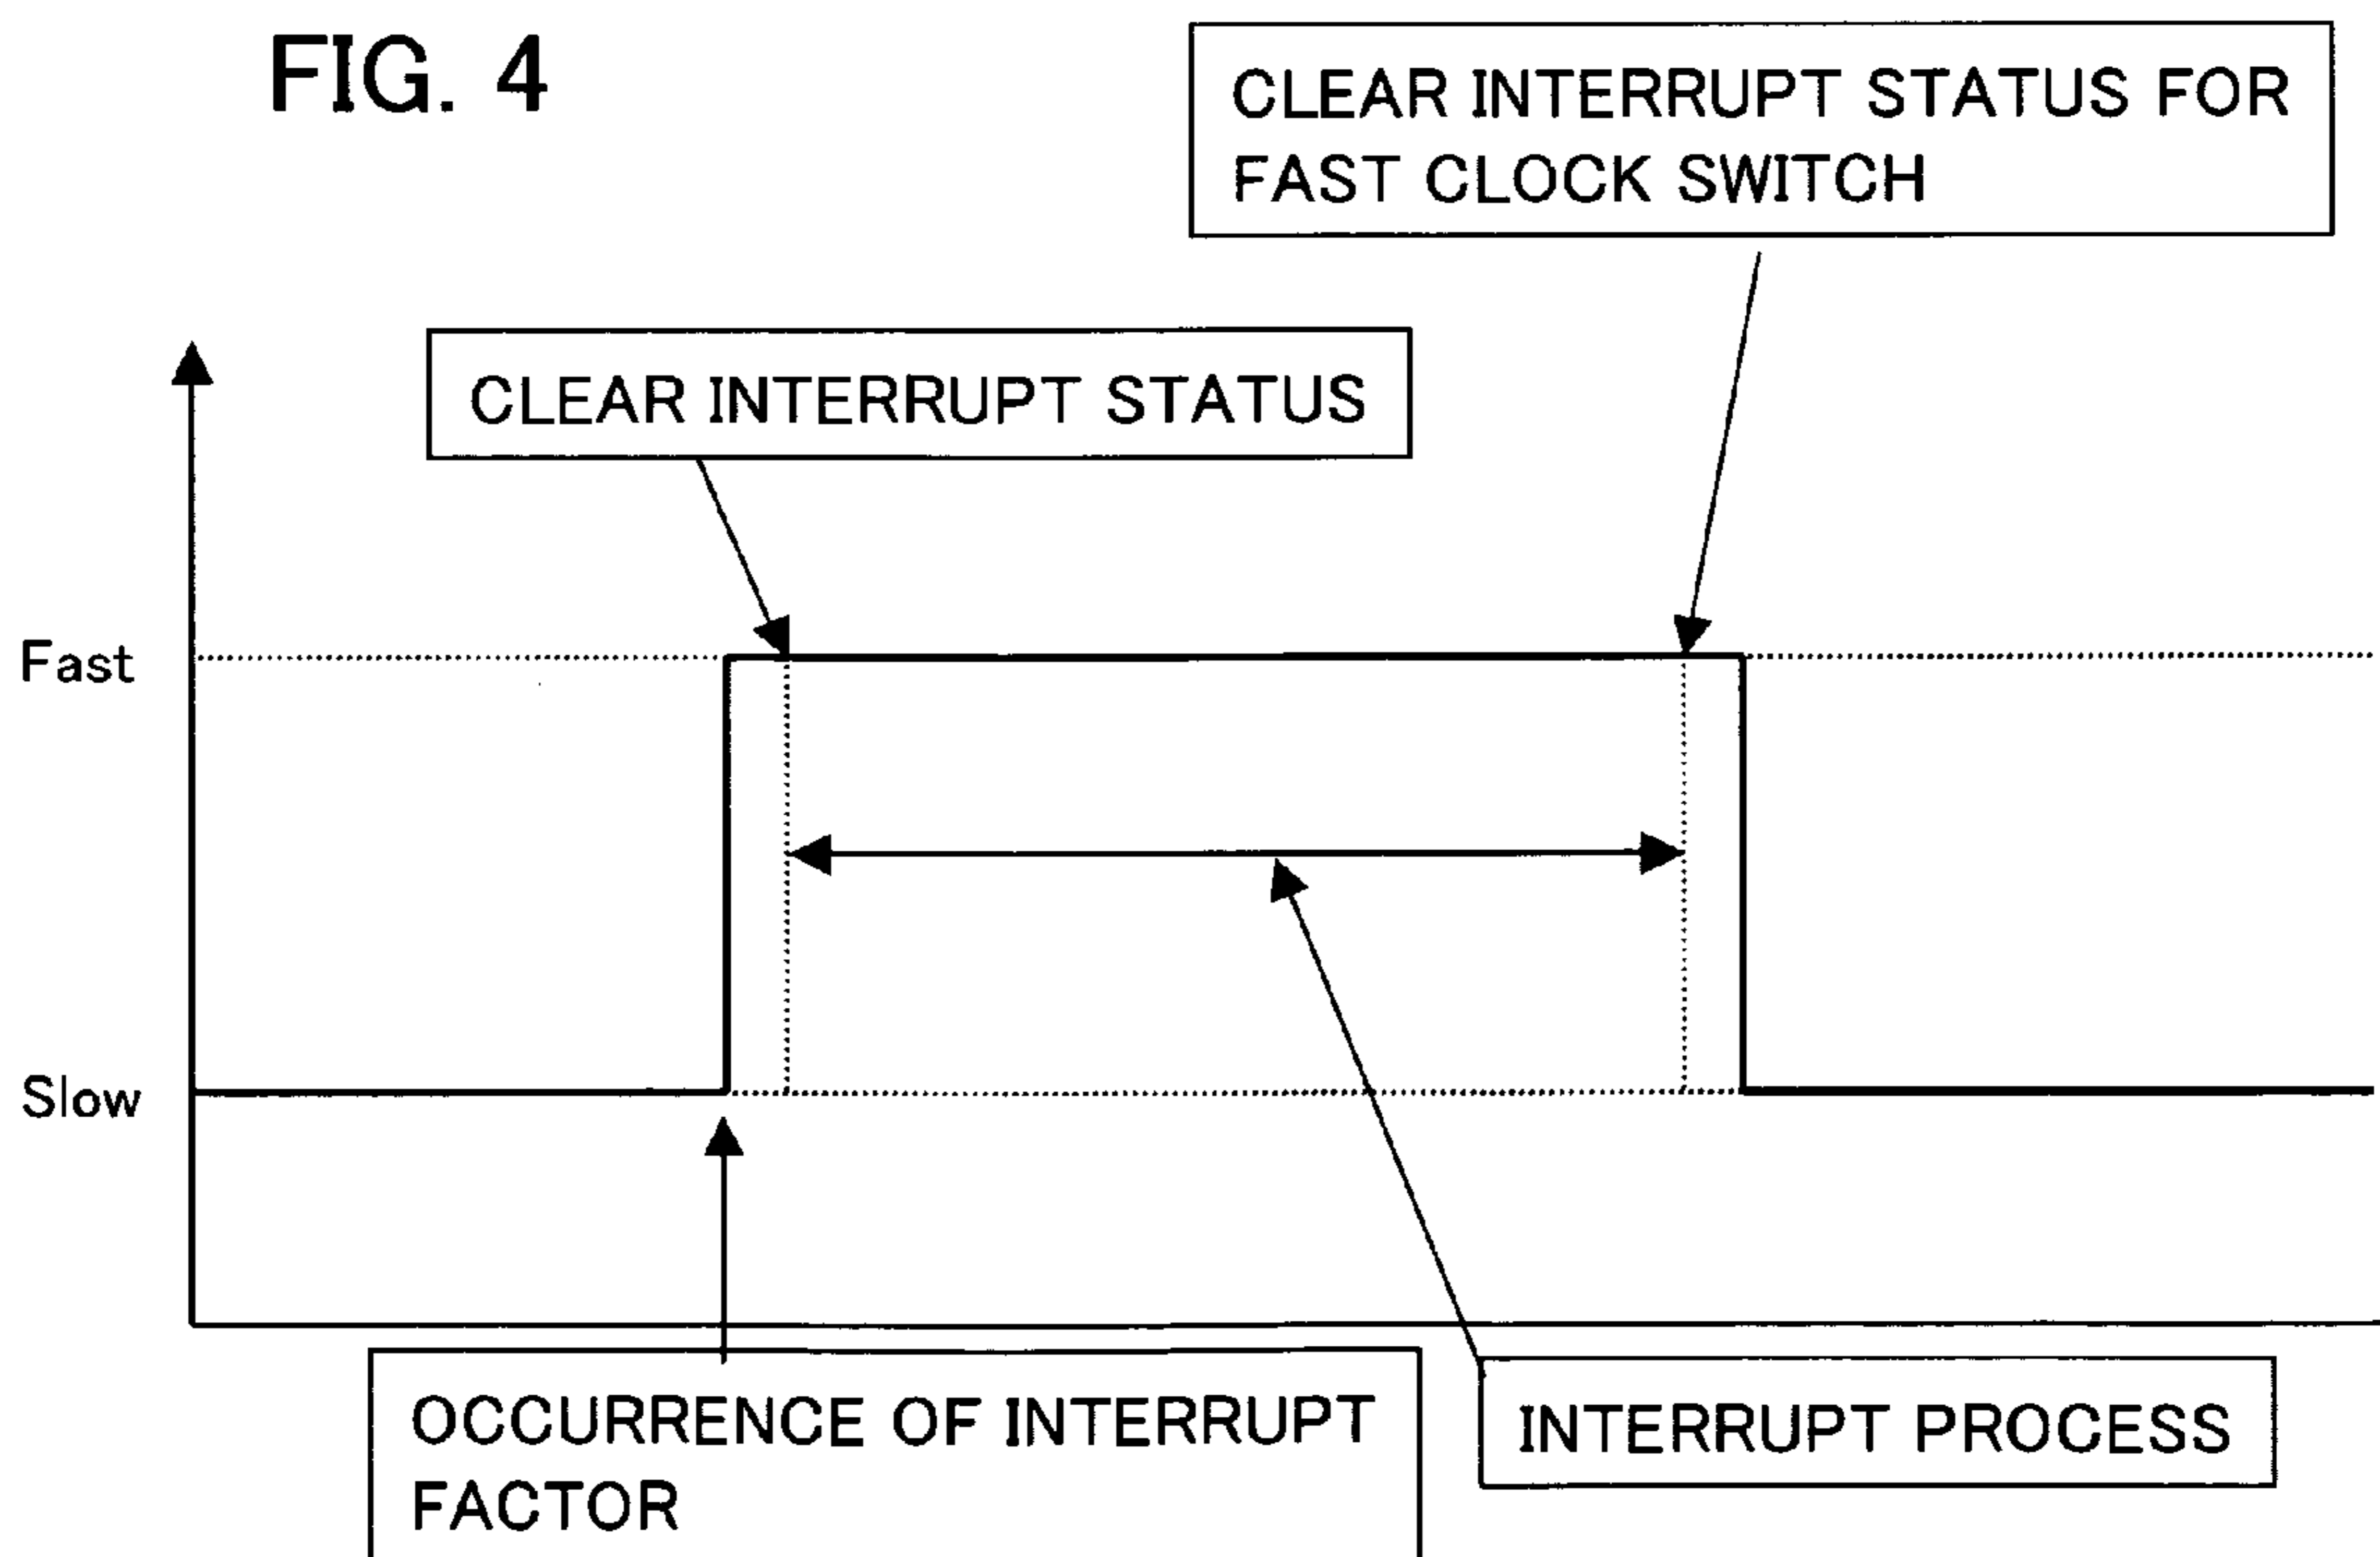 FIG. 4
CLEAR INTERRUPT STATUS FOR
FAST CLOCK SWITCH
CLEAR INTERRUPT STATUS
Fast
Slow
OCCURRENCE OF INTERRUPT
FACTOR
INTERRUPT PROCESS